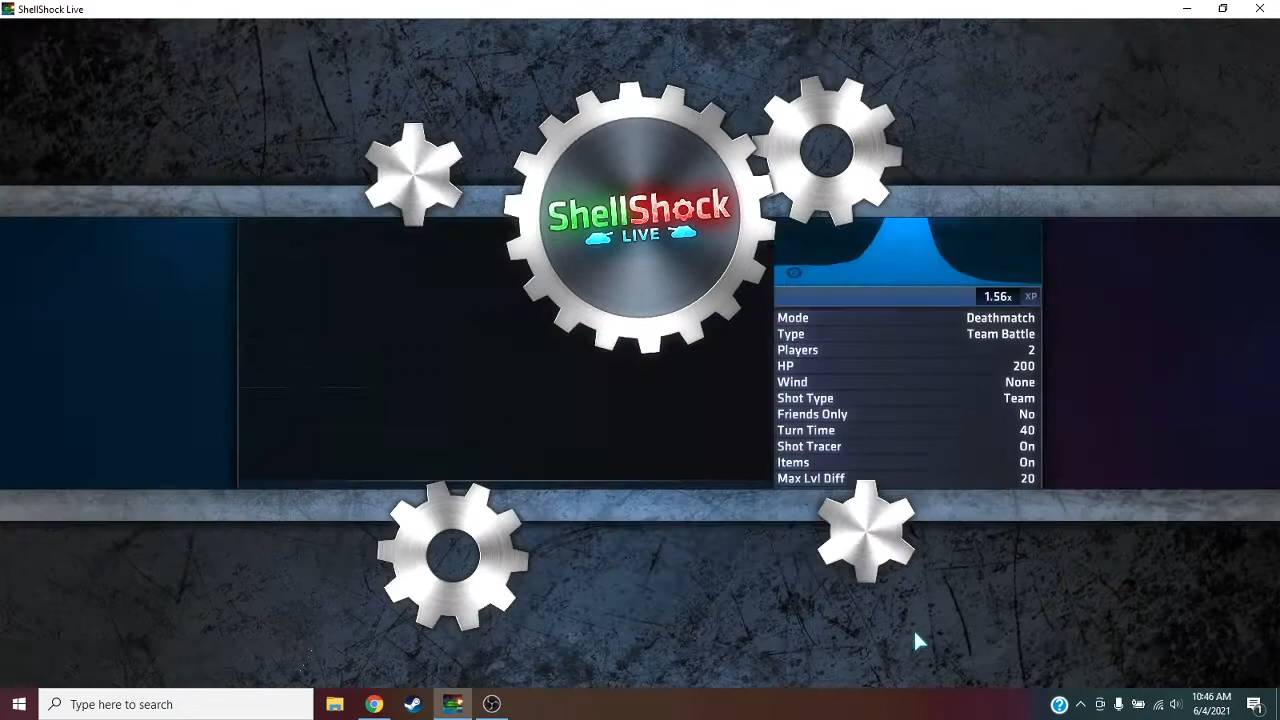 ShellShock Live
ShellShock
LIVE
1.56x XP
Mode Deathmatch
Type Team Battle
Players 2
HP 200
Wind None
Shot Type Team
Friends Only No
Turn Time 40
Shot Tracer On
Items On
Max Lvl Diff 20
Type here to search
10:46 AM
6/4/2021